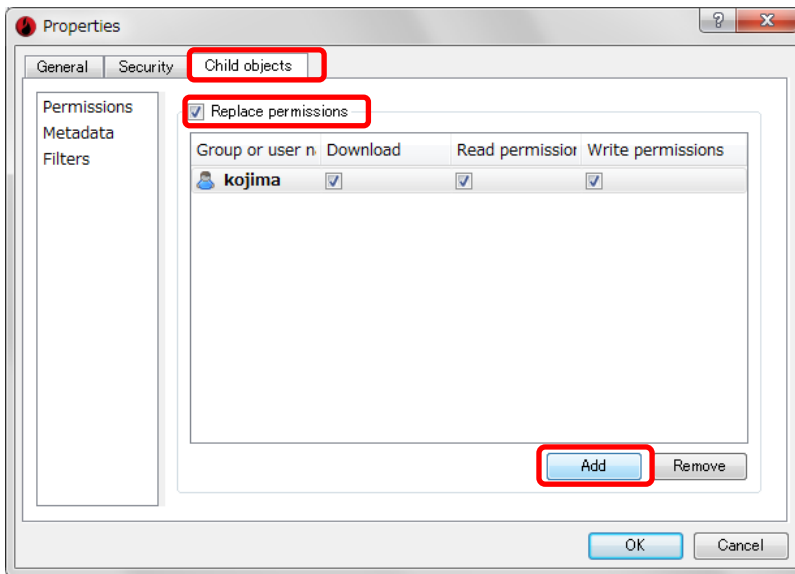 Properties
General Security Child objects
Permissions
Metadata
Filters
Replace permissions
Group or user n Download Read permission Write permissions
kojima
Add Remove
OK Cancel